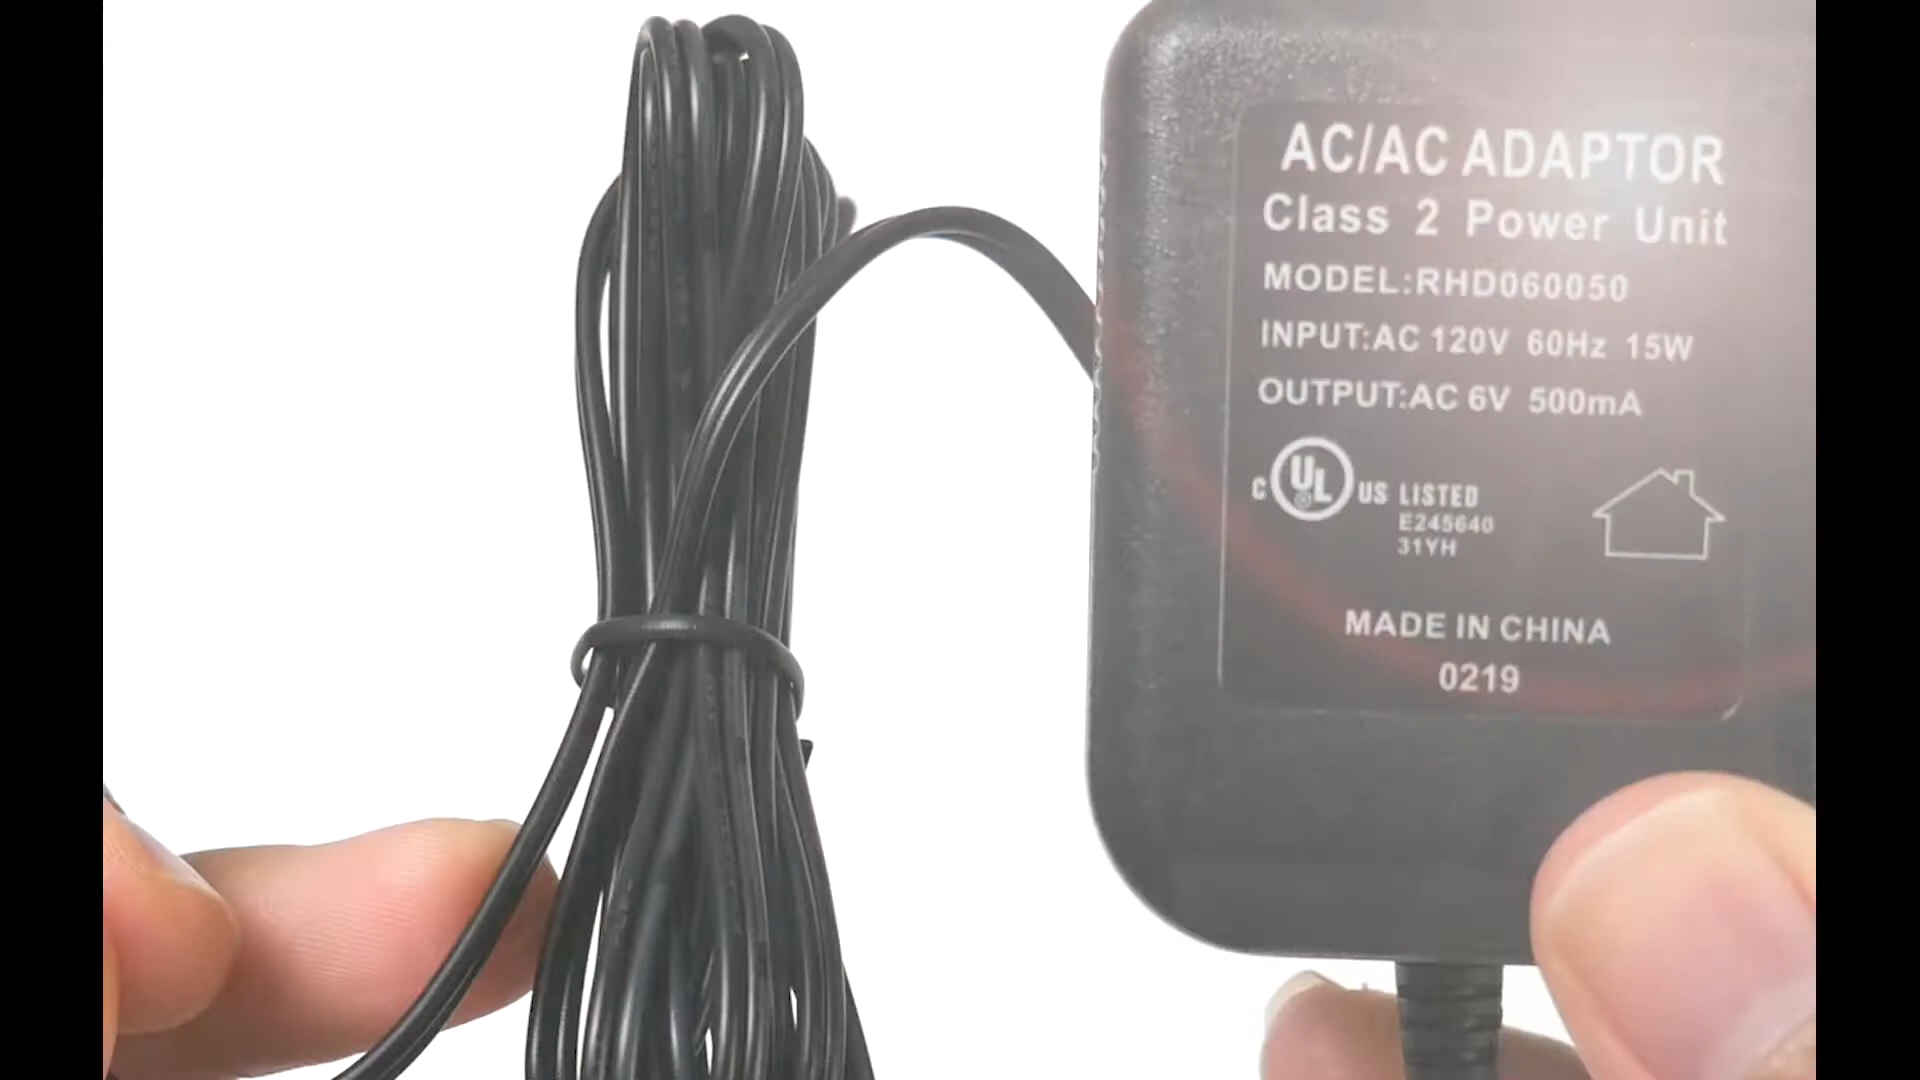 AC/AC ADAPTOR
Class 2 Power Unit
MODEL:RHD060050
INPUT:AC 120V 60Hz 15W
OUTPUT:AC 6V 500mA
C UL US LISTED
E245640
31YH
MADE IN CHINA
0219